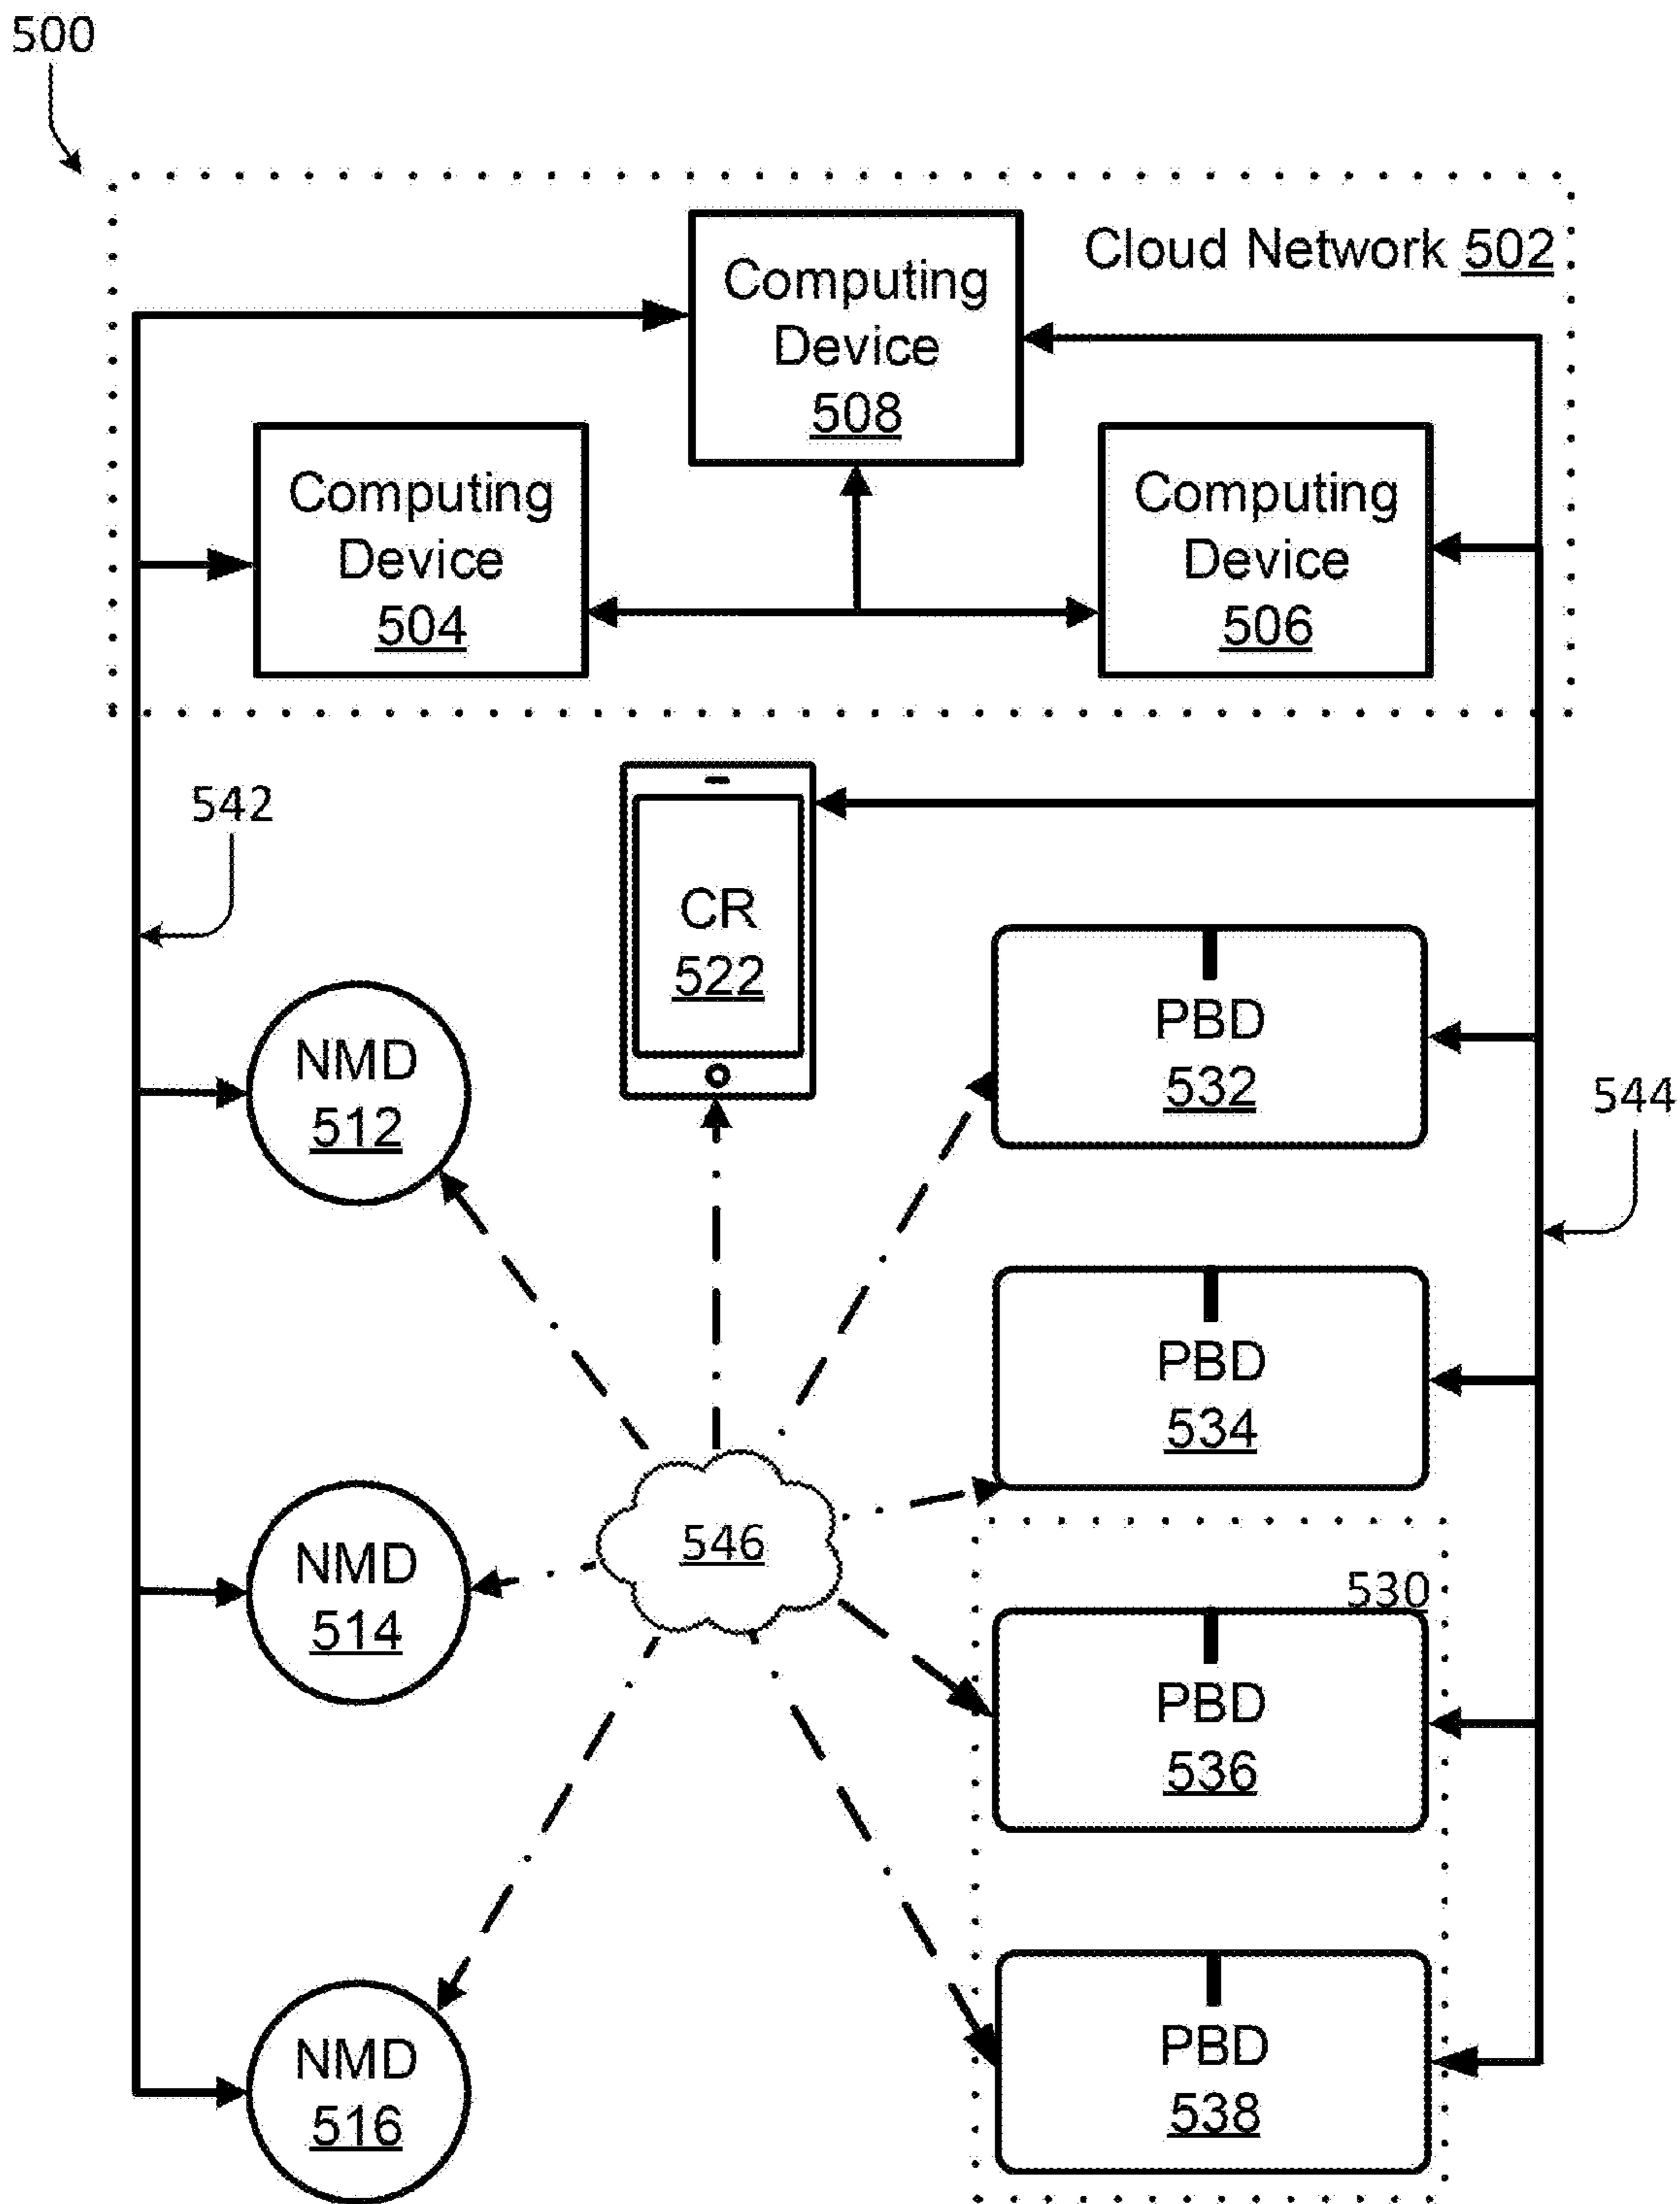 500
Cloud Network 502
Computing
Device
508
Computing
Device
504
Computing
Device
506
542
CR
522
PBD
532
NMD
512
544
PBD
534
546
NMD
514
530
PBD
536
NMD
516
PBD
538